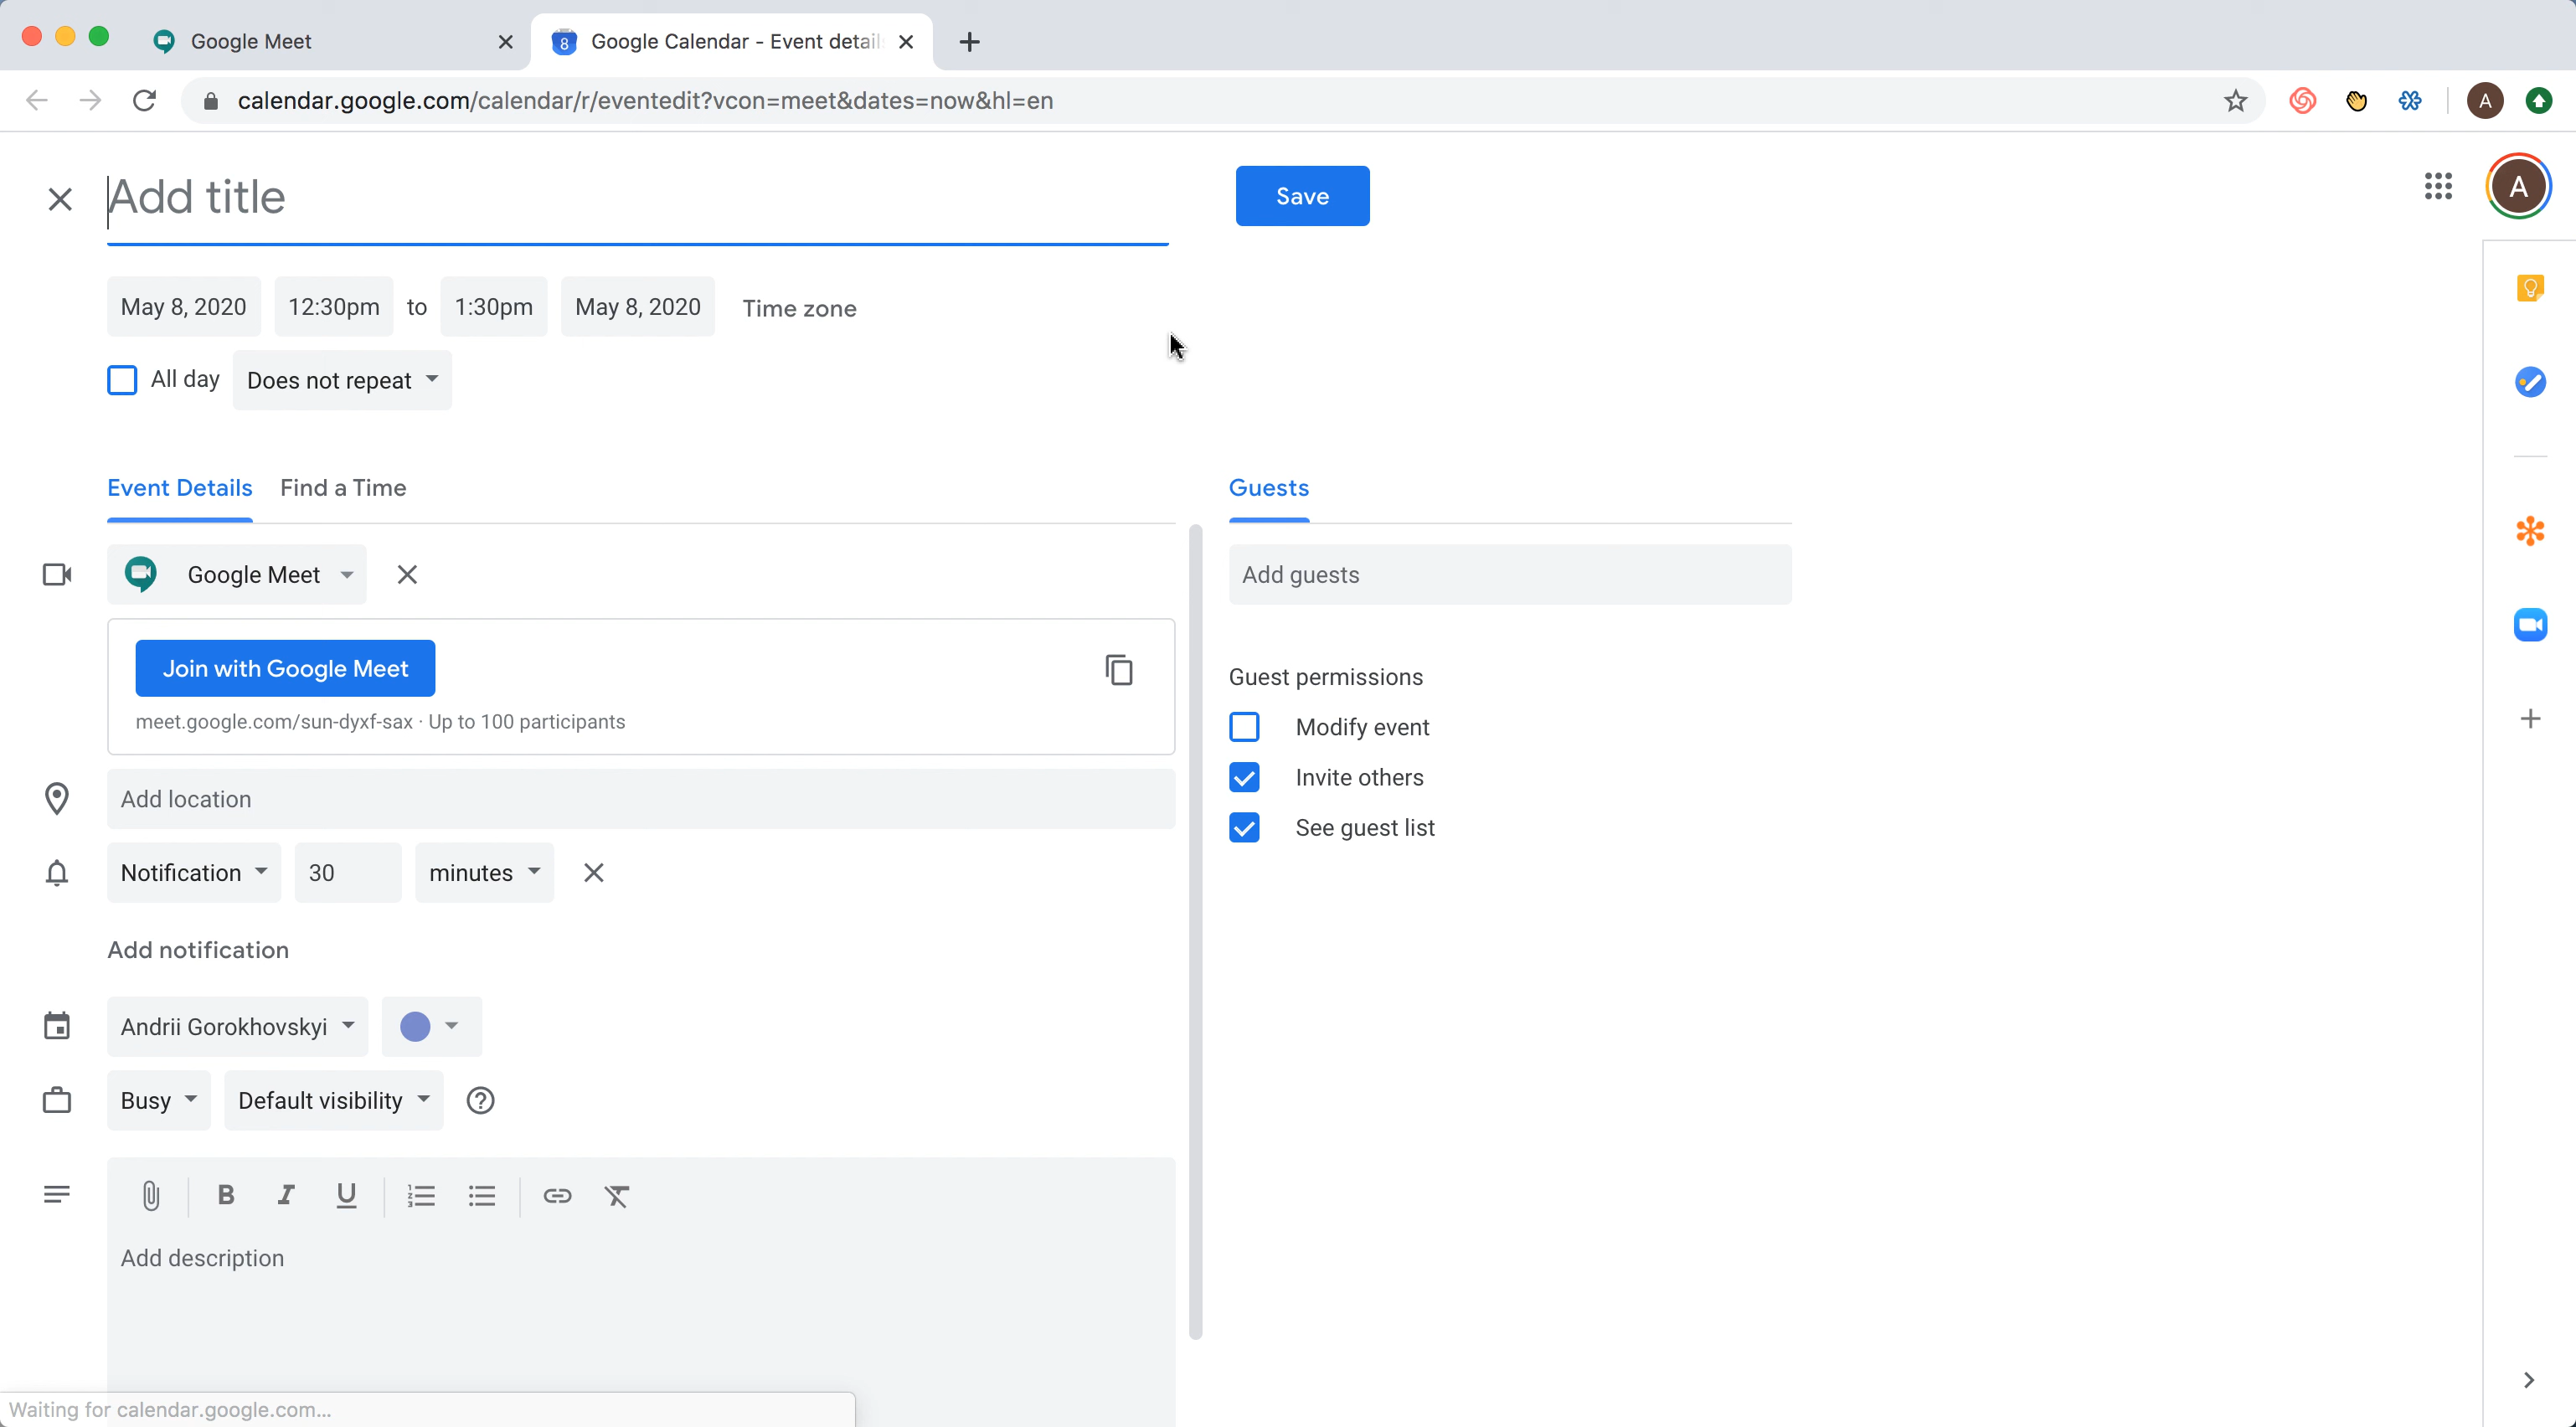 Google Meet
8 Google Calendar - Event detail
calendar.google.com/calendar/r/eventedit?vcon=meet&dates=now&hl=en
A
Add title
Save
A
May 8, 2020 12:30pm to 1:30pm May 8, 2020 Time zone
All day Does not repeat
Event Details Find a Time
Guests
Google Meet
Add guests
Join with Google Meet
meet.google.com/sun-dyxf-sax · Up to 100 participants
Guest permissions
Modify event
Invite others
See guest list
Add location
Notification 30 minutes
Add notification
Andrii Gorokhovskyi
Busy Default visibility
B I U
Add description
Waiting for calendar.google.com...